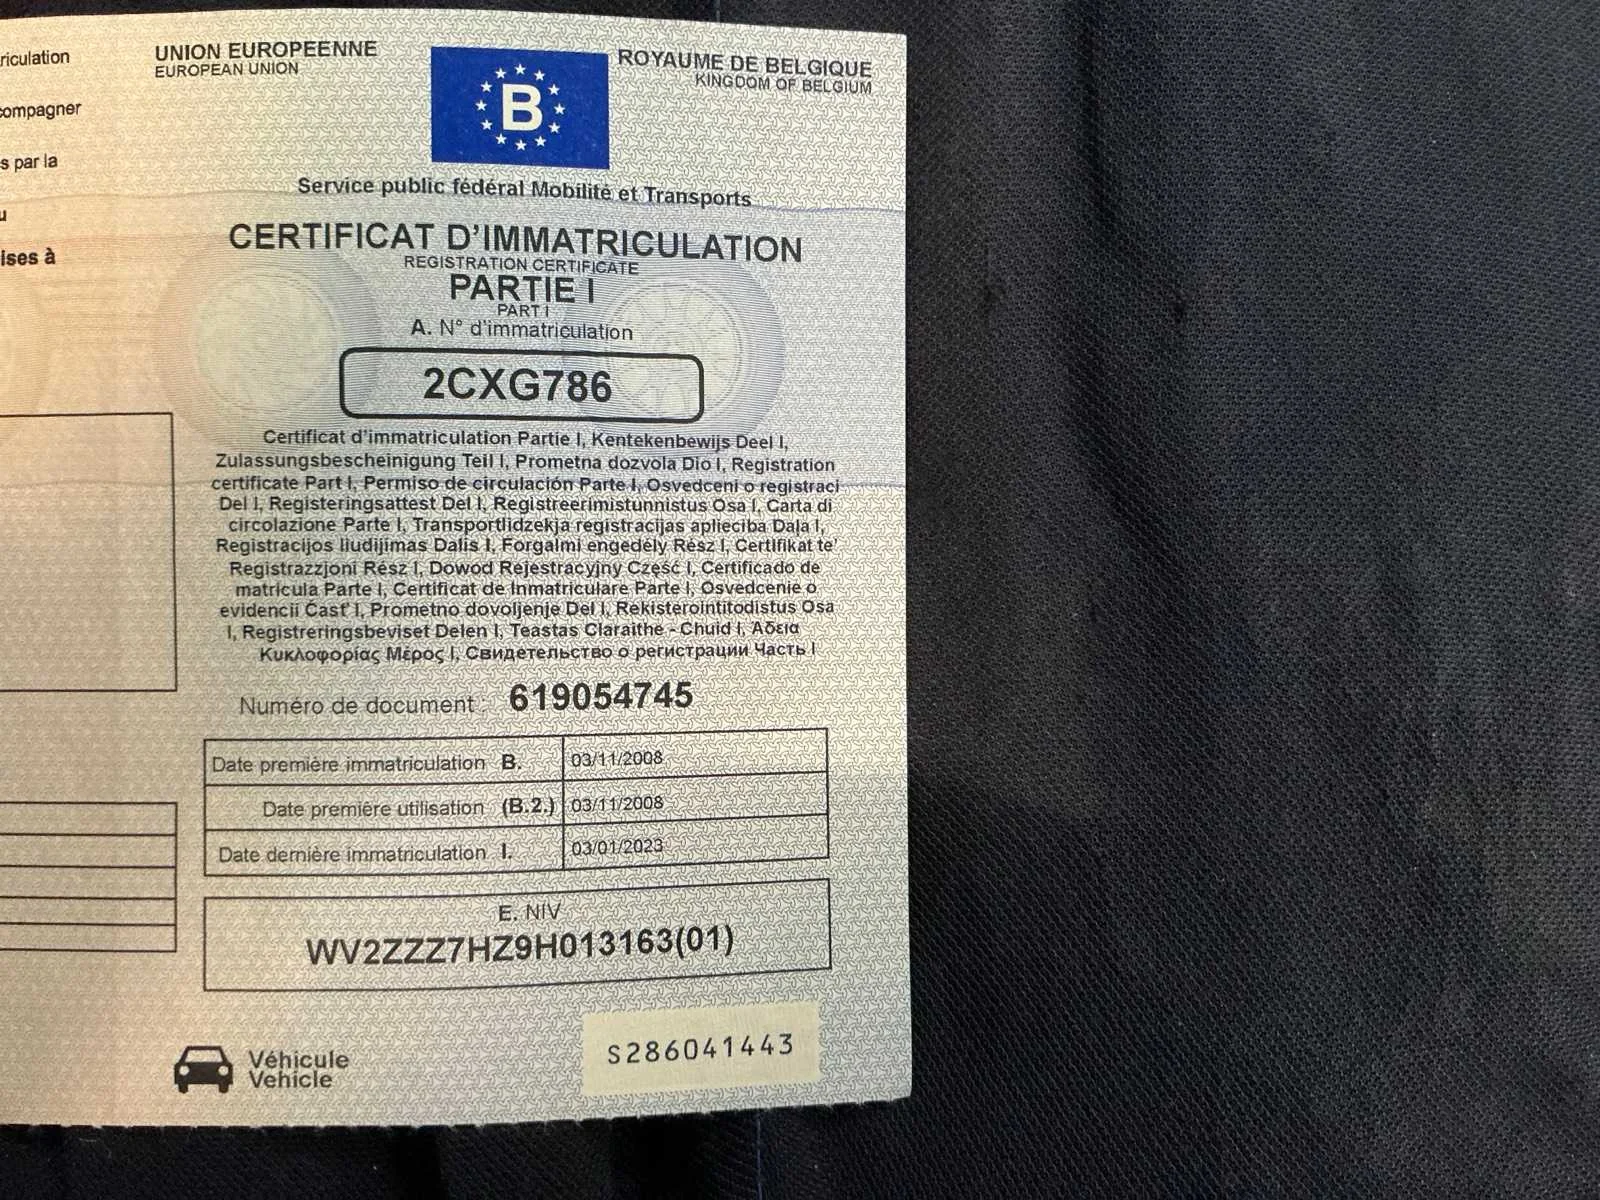 riculation
compagner
s par la
u
ises à
UNION EUROPEENNE
EUROPEAN UNION
B
ROYAUME DE BELGIQUE
KINGDOM OF BELGIUM
Service public fédéral Mobilité et Transports
CERTIFICAT D'IMMATRICULATION
REGISTRATION CERTIFICATE
PARTIE I
PART I
A. N° d'immatriculation
2CXG786
Certificat d'immatriculation Partie I, Kentekenbewijs Deel I,
Zulassungsbescheinigung Teil I, Prometna dozvola Dio I, Registration
certificate Part I, Permiso de circulación Parte I, Osvedceni o registraci
Del I, Registeringsattest Del I, Registreerimistunnistus Osa I, Carta di
circolazione Parte I, Transportlidzekja registracijas aplieciba Dala I,
Registracijos liudijimas Dalis I, Forgalmi engedély Rész I, Certifikat te'
Registrazzjoni Rész I, Dowod Rejestracyjny Część I, Certificado de
matricula Parte I, Certificat de Inmatriculare Parte I, Osvedcenie o
evidencii Časť I, Prometno dovoljenje Del I, Rekisterointitodistus Osa
I, Registreringsbeviset Delen I, Teastas Claraithe - Chuid I, Άδεια
Κυκλοφορίας Μέρος I, Свидетельство о регистрации Часть I
Numéro de document : 619054745
Date première immatriculation B. 03/11/2008
Date première utilisation (B.2.) 03/11/2008
Date dernière immatriculation I. 03/01/2023
E. NIV
WV2ZZZ7HZ9H013163(01)
Véhicule
Vehicle
S286041443